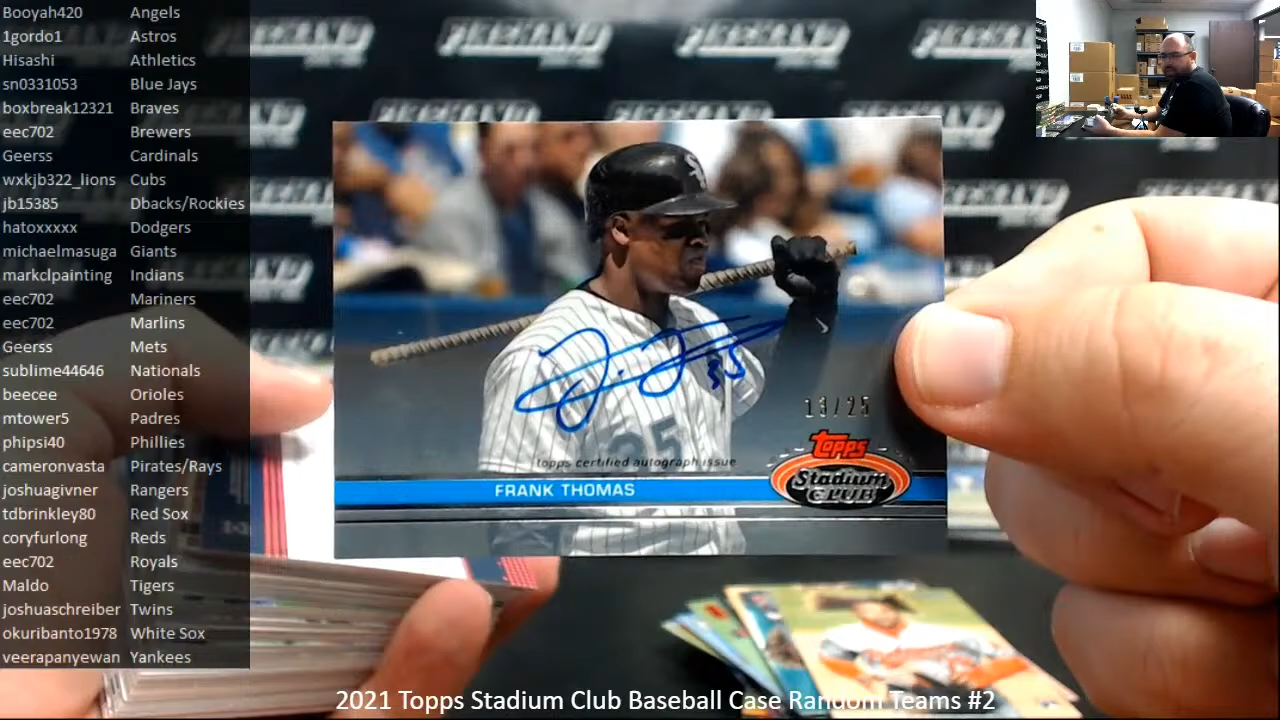 Booyah420 Angels
1gordo1 Astros
Hisashi Athletics
sn0331053 Blue Jays
boxbreak12321 Braves
eec702 Brewers
Geerss Cardinals
wxkjb322_lions Cubs
jb15385 Dbacks/Rockies
hatoxxxxx Dodgers
michaelmasuga Giants
markclpainting Indians
eec702 Mariners
eec702 Marlins
Geerss Mets
sublime44646 Nationals
beecee Orioles
mtower5 Padres
phipsi40 Phillies
cameronvasta Pirates/Rays
joshuagivner Rangers
tdbrinkley80 Red Sox
coryfurlong Reds
eec702 Royals
Maldo Tigers
joshuaschreiber Twins
okuribanto1978 White Sox
veerapanyewan Yankees
Sox
35
35
13/25
topps certified autograph issue
FRANK THOMAS
Topps
Stadium
CLUB
2021 Topps Stadium Club Baseball Case Random Teams #2